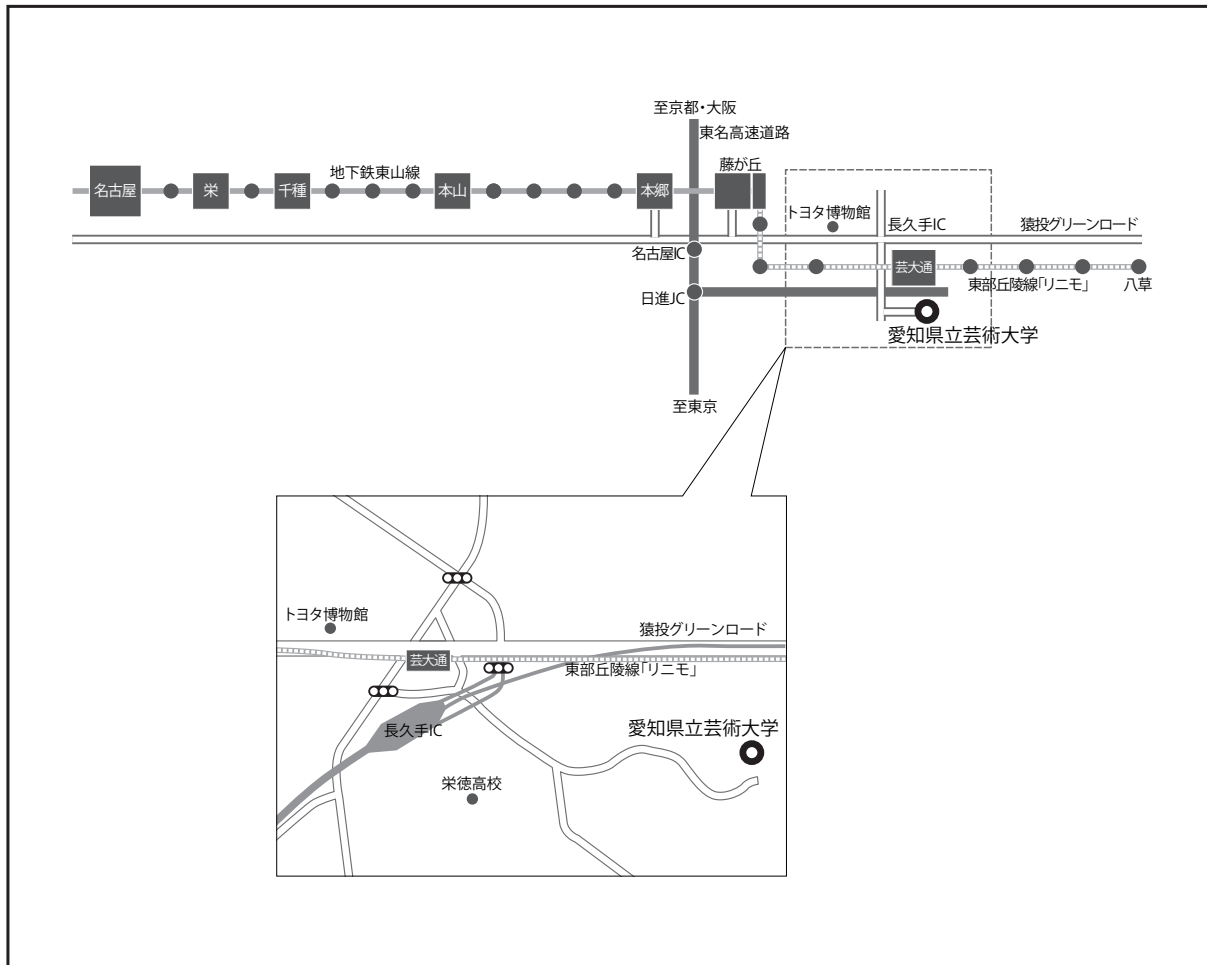 至京都・大阪
東名高速道路
地下鉄東山線
藤が丘
名古屋
栄
千種
本山
本郷
トヨタ博物館
長久手IC
猿投グリーンロード
名古屋IC
芸大通
東部丘陵線「リニモ」
八草
日進JC
愛知県立芸術大学
至東京
トヨタ博物館
猿投グリーンロード
芸大通
東部丘陵線「リニモ」
長久手IC
愛知県立芸術大学
栄徳高校